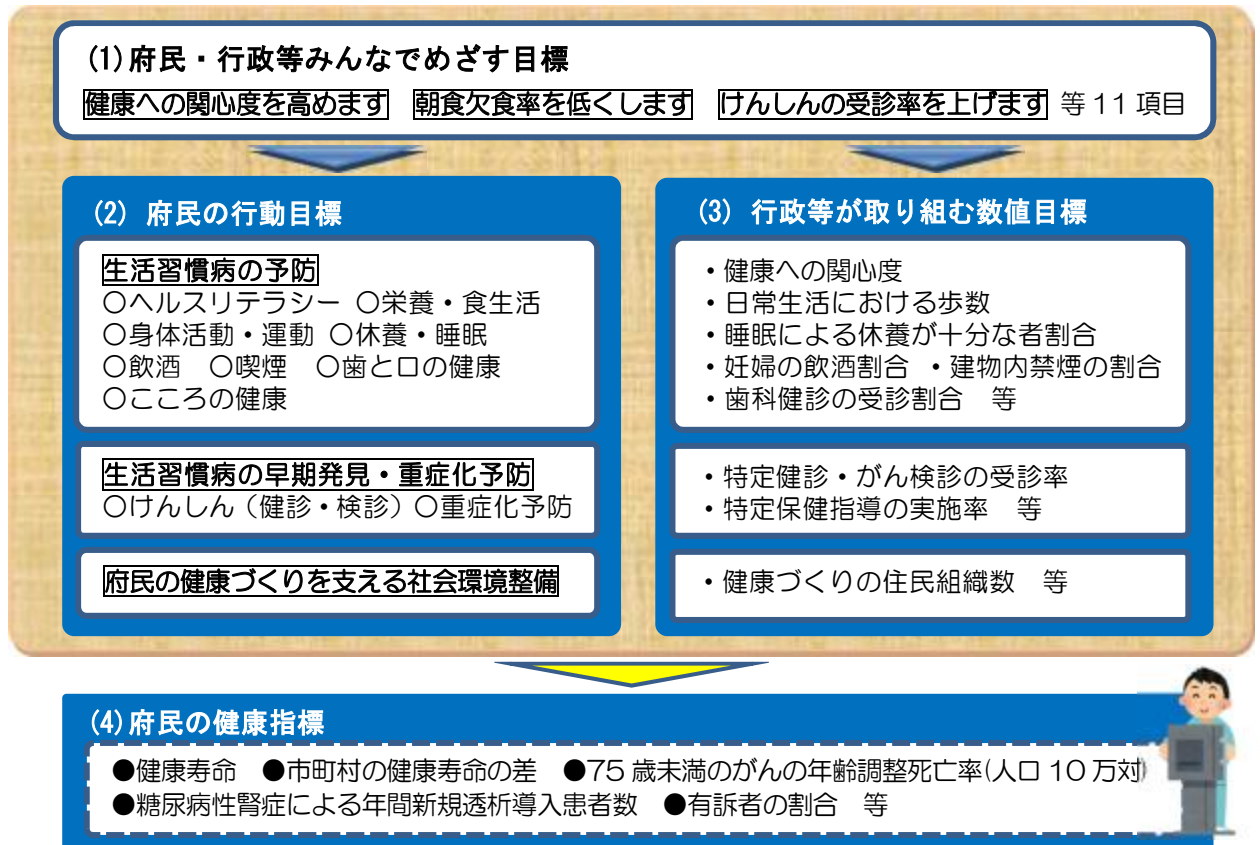 (1)府民・行政等みんなでめざす目標
健康への関心度を高めます 朝食欠食率を低くします けんしんの受診率を上げます 等11項目
(2) 府民の行動目標
生活習慣病の予防
○ヘルスリテラシー ○栄養・食生活
○身体活動・運動 ○休養・睡眠
○飲酒 ○喫煙 ○歯と口の健康
○こころの健康
生活習慣病の早期発見・重症化予防
○けんしん（健診・検診）○重症化予防
府民の健康づくりを支える社会環境整備
(3) 行政等が取り組む数値目標
・健康への関心度
・日常生活における歩数
・睡眠による休養が十分な者割合
・妊婦の飲酒割合 ・建物内禁煙の割合
・歯科健診の受診割合 等
・特定健診・がん検診の受診率
・特定保健指導の実施率 等
・健康づくりの住民組織数 等
(4)府民の健康指標
●健康寿命 ●市町村の健康寿命の差 ●75歳未満のがんの年齢調整死亡率(人口10万対)
●糖尿病性腎症による年間新規透析導入患者数 ●有訴者の割合 等